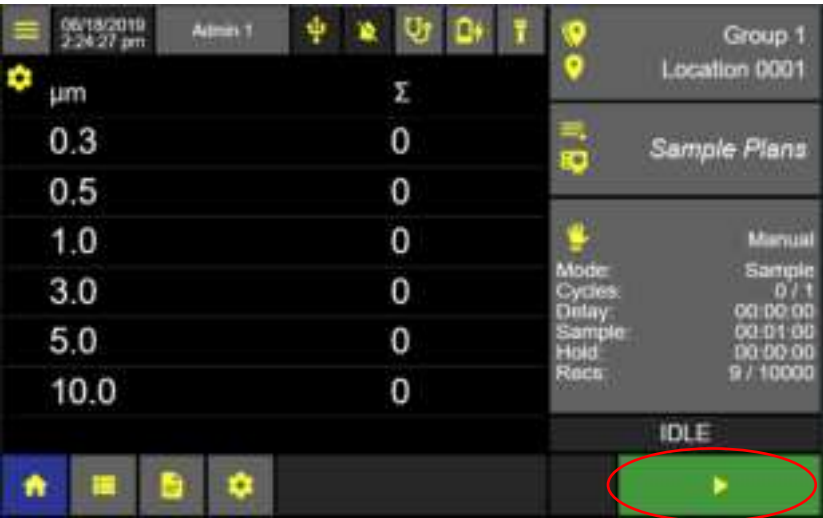 06/18/2019
2:24:27 pm
Admin 1
Group 1
Location 0001
µm Σ
0.3 0
0.5 0
1.0 0
3.0 0
5.0 0
10.0 0
Sample Plans
Manual
Mode: Sample
Cycles: 0 / 1
Delay: 00:00:00
Sample: 00:01:00
Hold: 00:00:00
Recs: 9 / 10000
IDLE